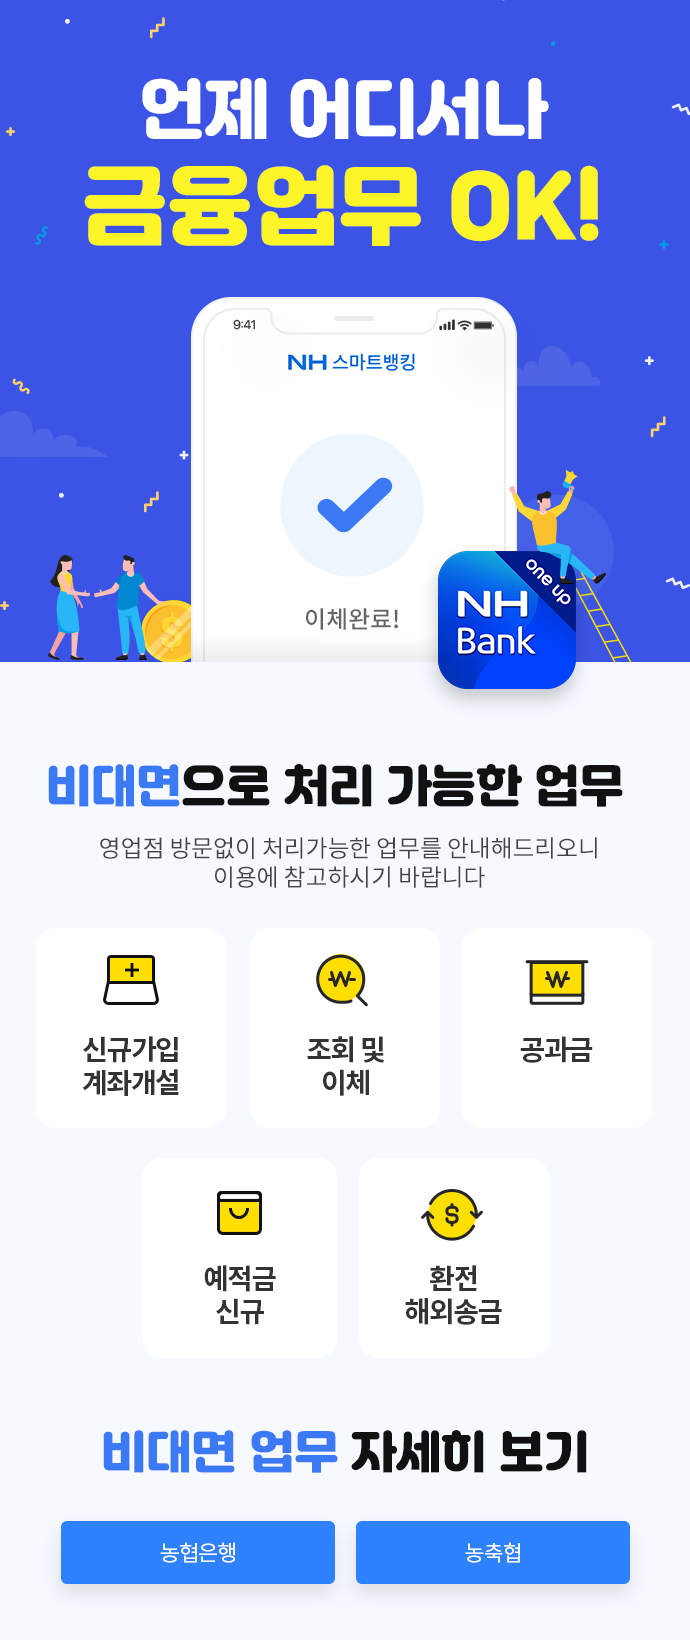 언제 어디서나
금융업무 OK!
9:41
NH 스마트뱅킹
이체완료!
one up
NH
Bank
비대면으로 처리 가능한 업무
영업점 방문없이 처리가능한 업무를 안내해드리오니
이용에 참고하시기 바랍니다
신규가입
계좌개설
조회 및
이체
공과금
예적금
신규
환전
해외송금
비대면 업무 자세히 보기
농협은행
농축협